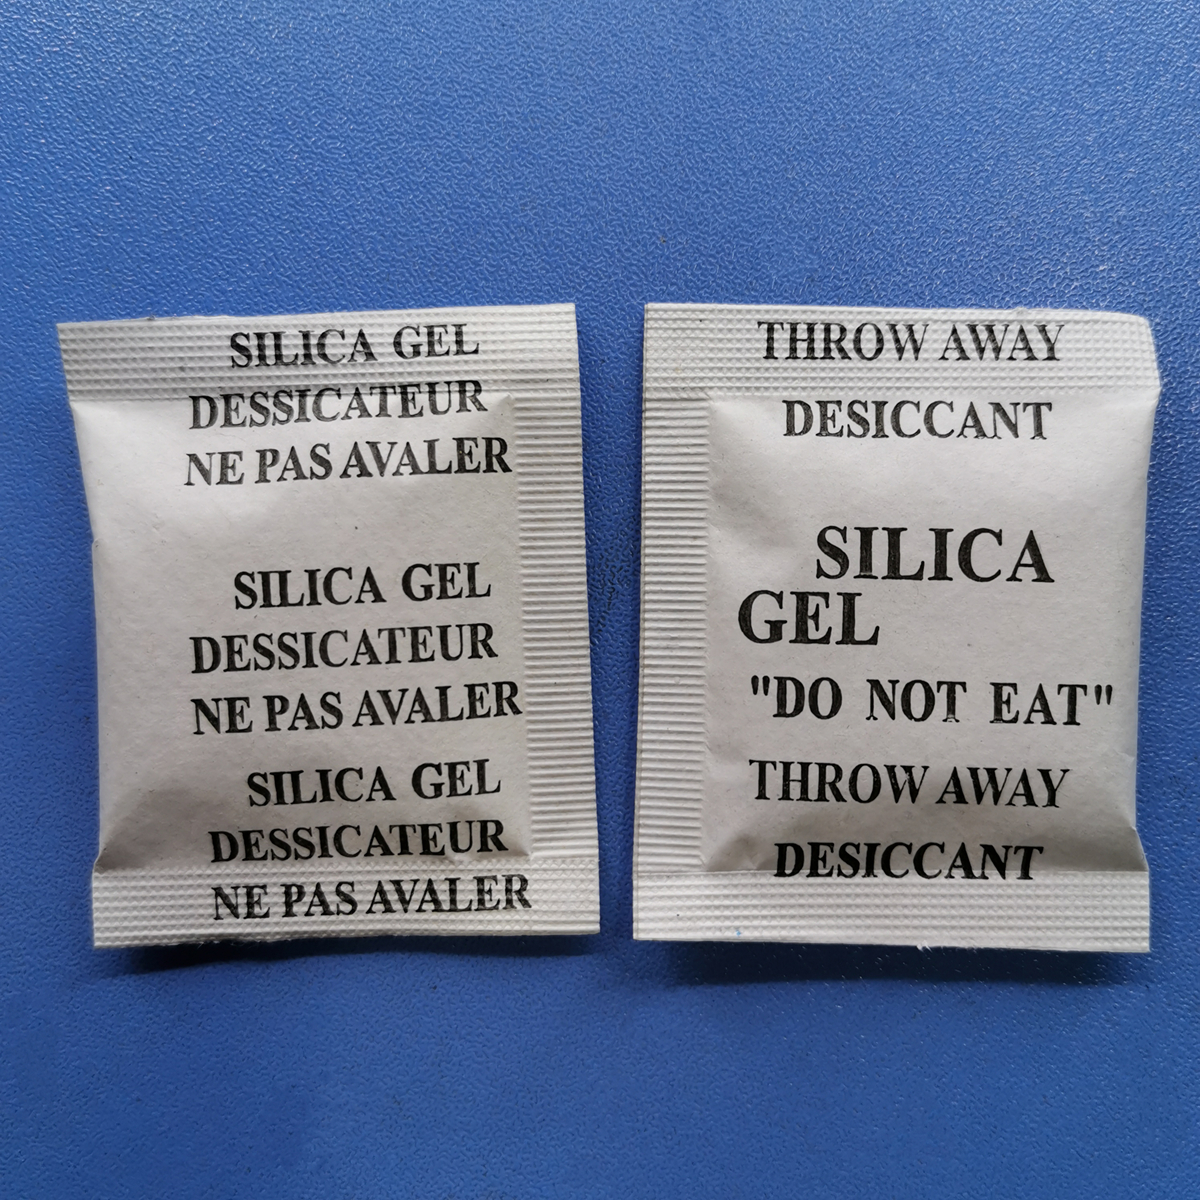 SILICA GEL
DESSICATEUR
NE PAS AVALER
SILICA GEL
DESSICATEUR
NE PAS AVALER
SILICA GEL
DESSICATEUR
NE PAS AVALER
THROW AWAY
DESICCANT
SILICA
GEL
"DO NOT EAT"
THROW AWAY
DESICCANT